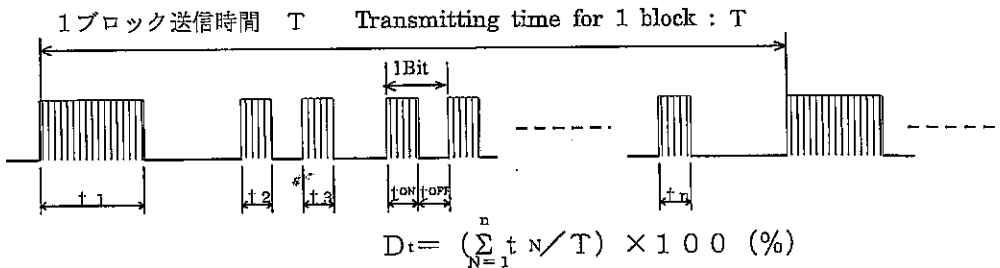 1ブロック送信時間 T Transmitting time for 1 block : T
1Bit
t1 t2 t3 tON tOFF tn
Dt= (n∑N=1 t N/T) ×100 (%)